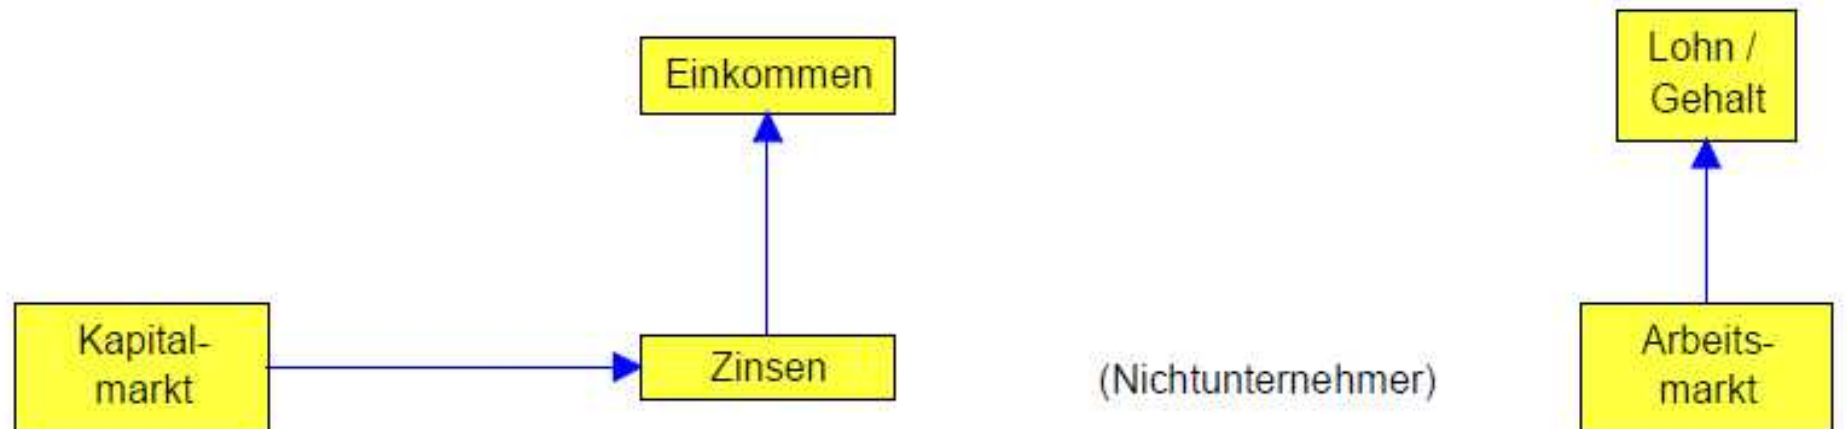 Einkommen
Lohn /
Gehalt
Kapital-
markt
Zinsen
(Nichtunternehmer)
Arbeits-
markt